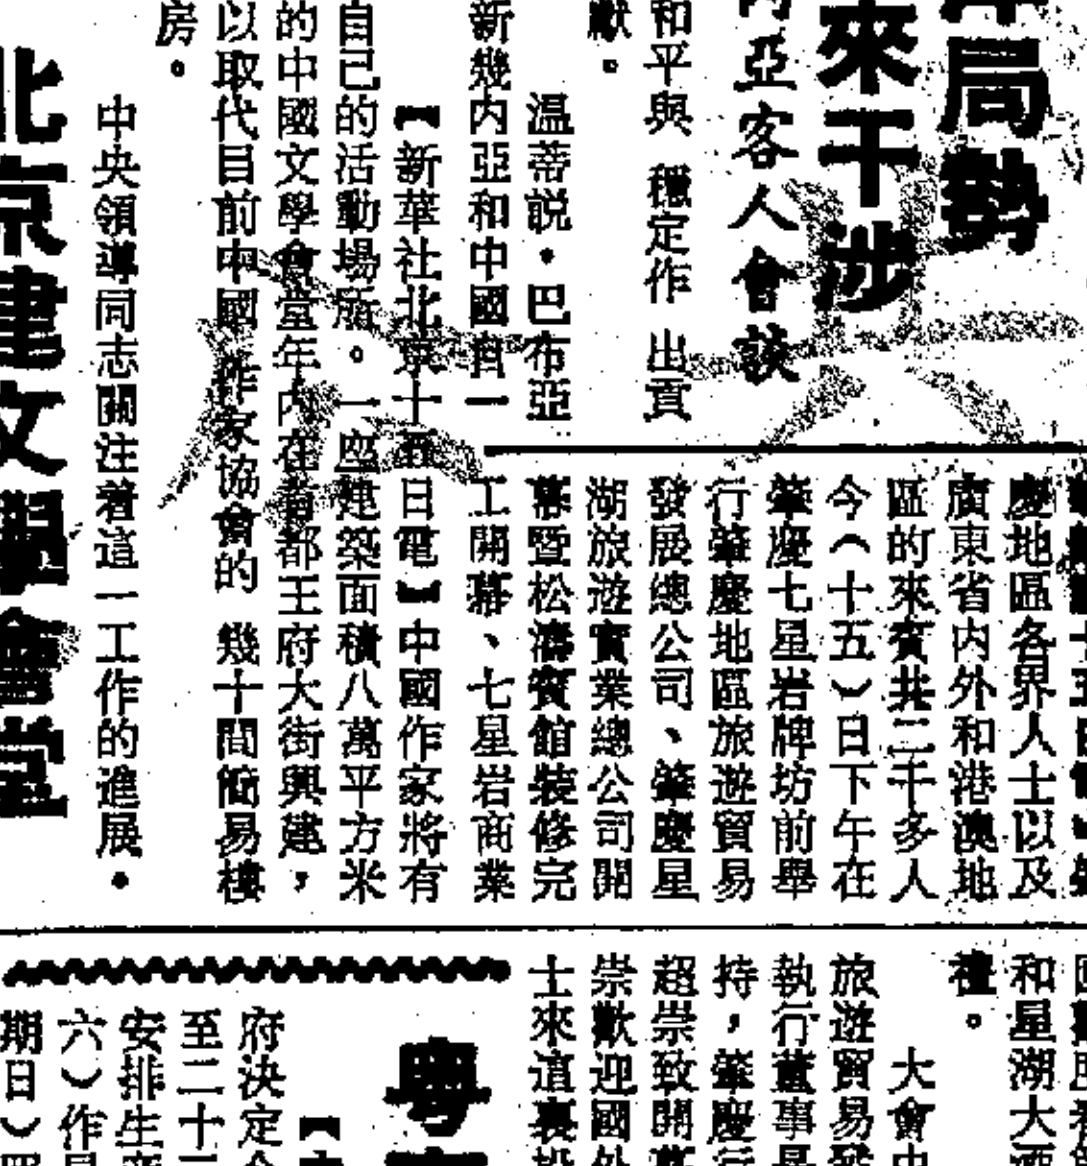 局勢
來干涉
亞客人會談
和平與 穩定作 出貢
獻。
温蒂説·巴布亞
新幾内亞和中國自一
慶地區各界人士以及
廣東省内外和港澳地
區的來賓共二千多人
今(十五)日下午在
肇慶七星岩牌坊前舉
行肇慶地區旅遊貿易
發展總公司、肇慶星
湖旅遊實業總公司開
幕暨松濤賓館裝修完
工開幕、七星岩商業
和星湖大酒
禮。
大會
旅遊貿易
執行董事
持，肇慶行
超崇致開幕
崇歡迎國外
士來這裏
北京建文學會堂
【新華社北京十五日電】中國作家將有
自己的活動場所。一座建築面積八萬平方米
的中國文學會堂年内在首都王府大街興建，
以取代目前中國 作家協會的 幾十間簡易樓
房。
中央領導同志關注着這一工作的進展。
粤
府決定
至二十
安排生
六)作
期日)